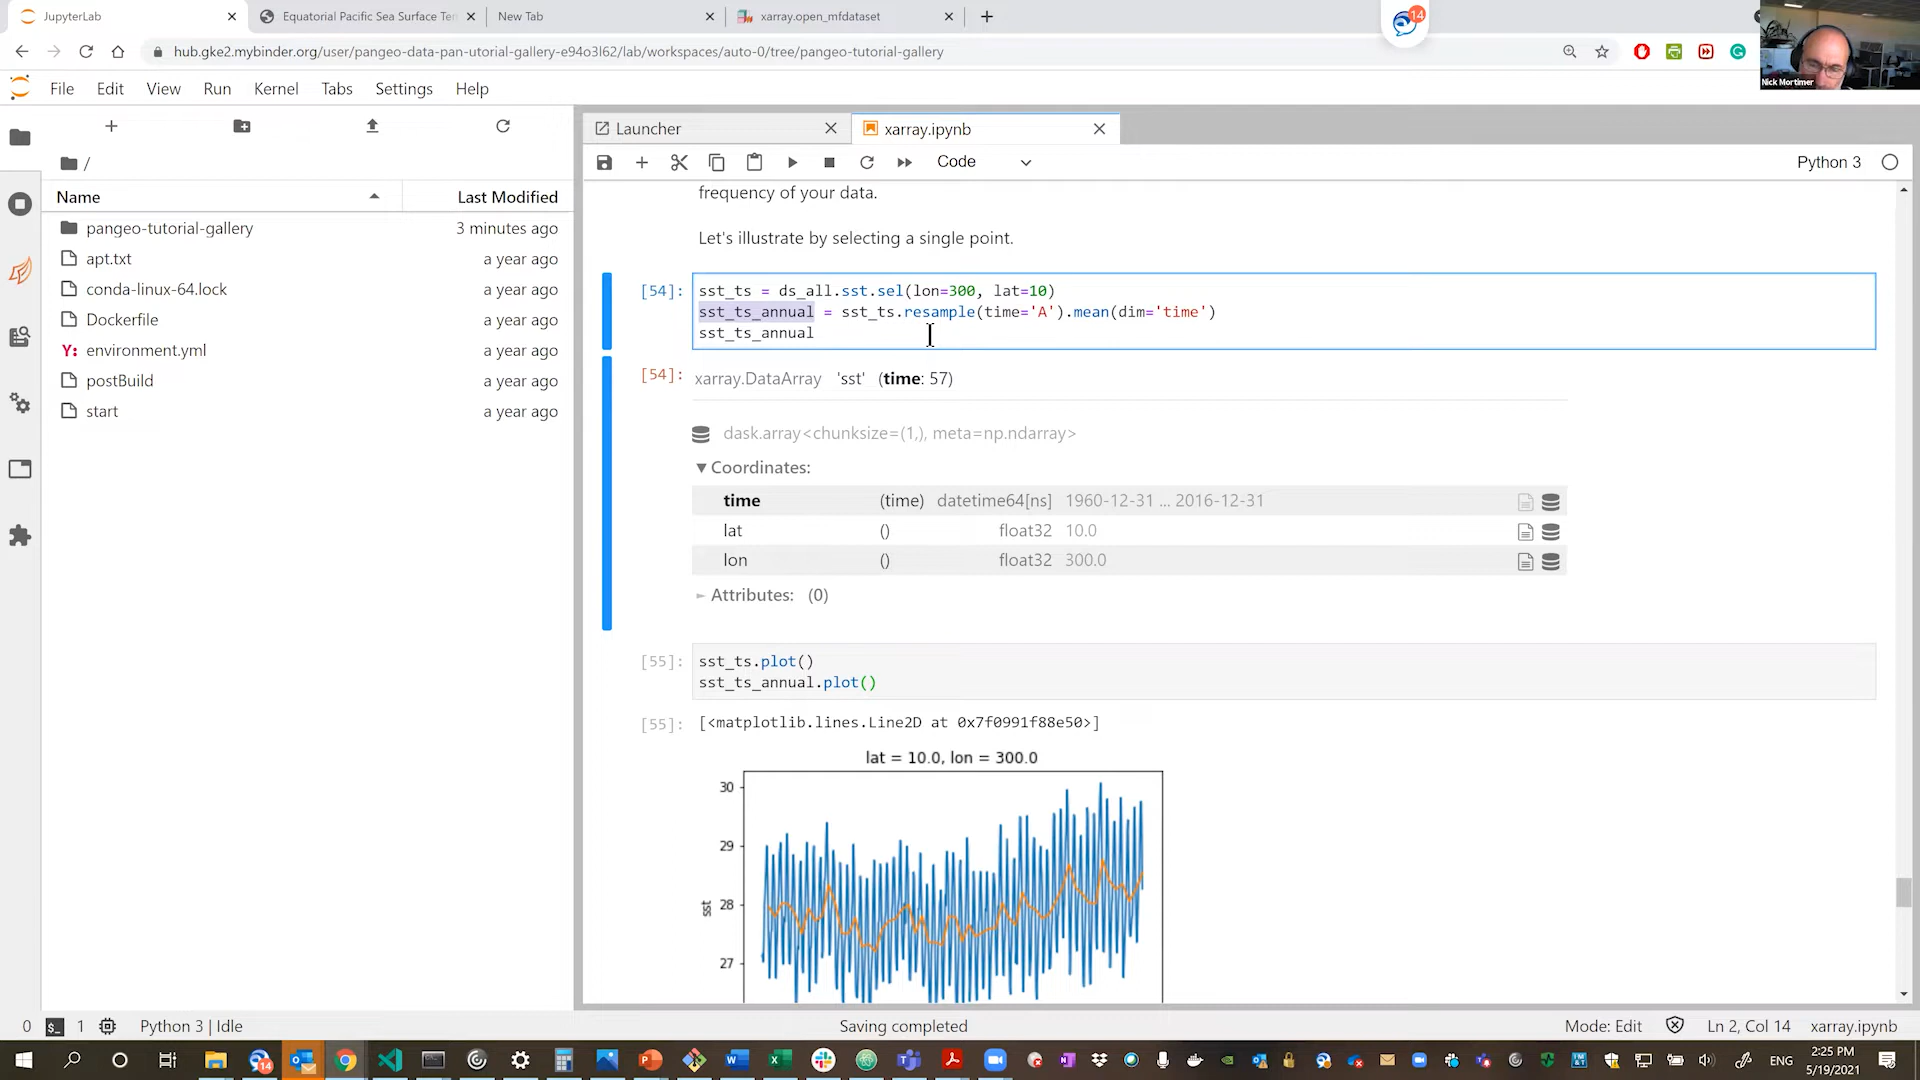 JupyterLab
Equatorial Pacific Sea Surface Ter
New Tab
xarray.open_mfdataset
14
hub.gke2.mybinder.org/user/pangeo-data-pan-utorial-gallery-e94o3l62/lab/workspaces/auto-0/tree/pangeo-tutorial-gallery
Nick Mortimer
File Edit View Run Kernel Tabs Settings Help
Launcher
xarray.ipynb
Code
Python 3
/
Name Last Modified
pangeo-tutorial-gallery 3 minutes ago
apt.txt a year ago
conda-linux-64.lock a year ago
Dockerfile a year ago
Y: environment.yml a year ago
postBuild a year ago
start a year ago
frequency of your data.
Let's illustrate by selecting a single point.
[54]: sst_ts = ds_all.sst.sel(lon=300, lat=10)
sst_ts_annual = sst_ts.resample(time='A').mean(dim='time')
sst_ts_annual
[54]: xarray.DataArray 'sst' (time: 57)
dask.array<chunksize=(1,), meta=np.ndarray>
▼ Coordinates:
time (time) datetime64[ns] 1960-12-31 ... 2016-12-31
lat () float32 10.0
lon () float32 300.0
► Attributes: (0)
[55]: sst_ts.plot()
sst_ts_annual.plot()
[55]: [<matplotlib.lines.Line2D at 0x7f0991f88e50>]
lat = 10.0, lon = 300.0
30
29
28
27
sst
0 1 Python 3 | Idle
Saving completed
Mode: Edit Ln 2, Col 14 xarray.ipynb
14
ENG
2:25 PM
5/19/2021